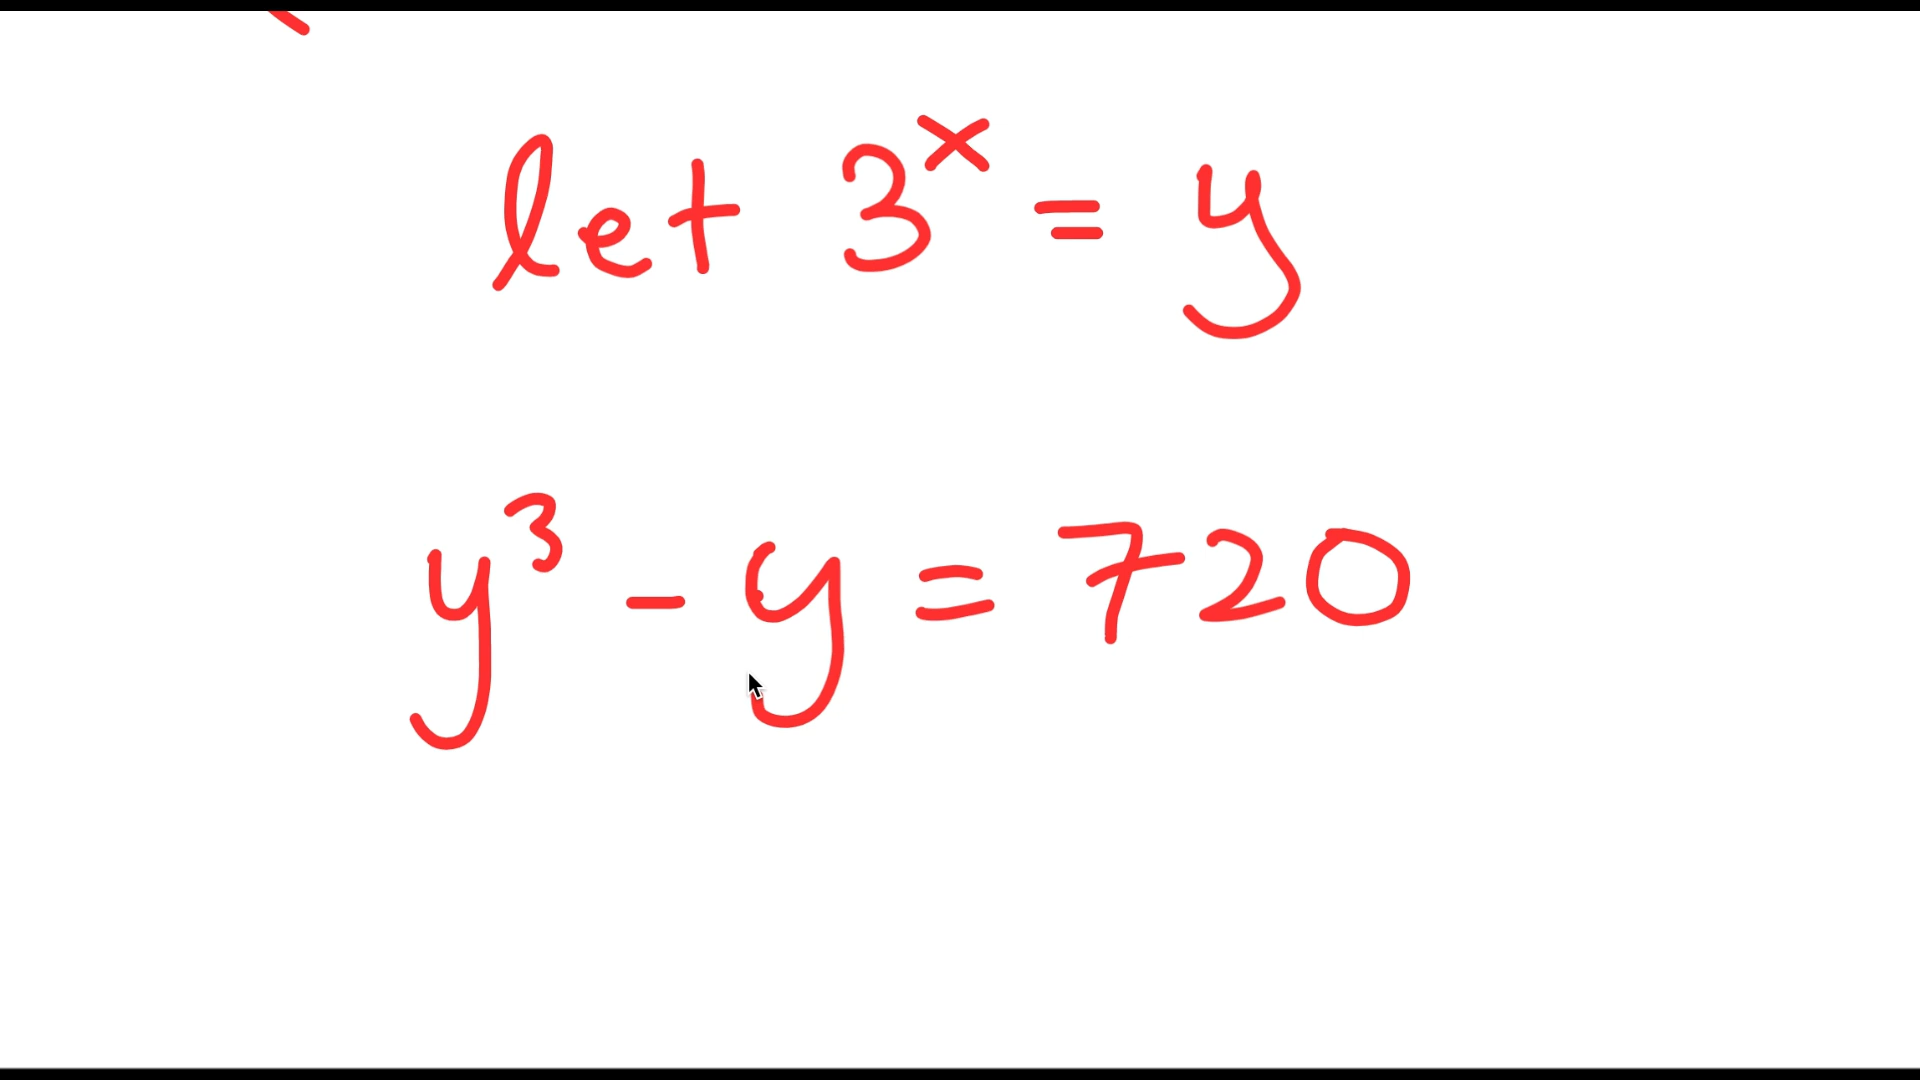 let 3^x = y
y^3 - y = 720